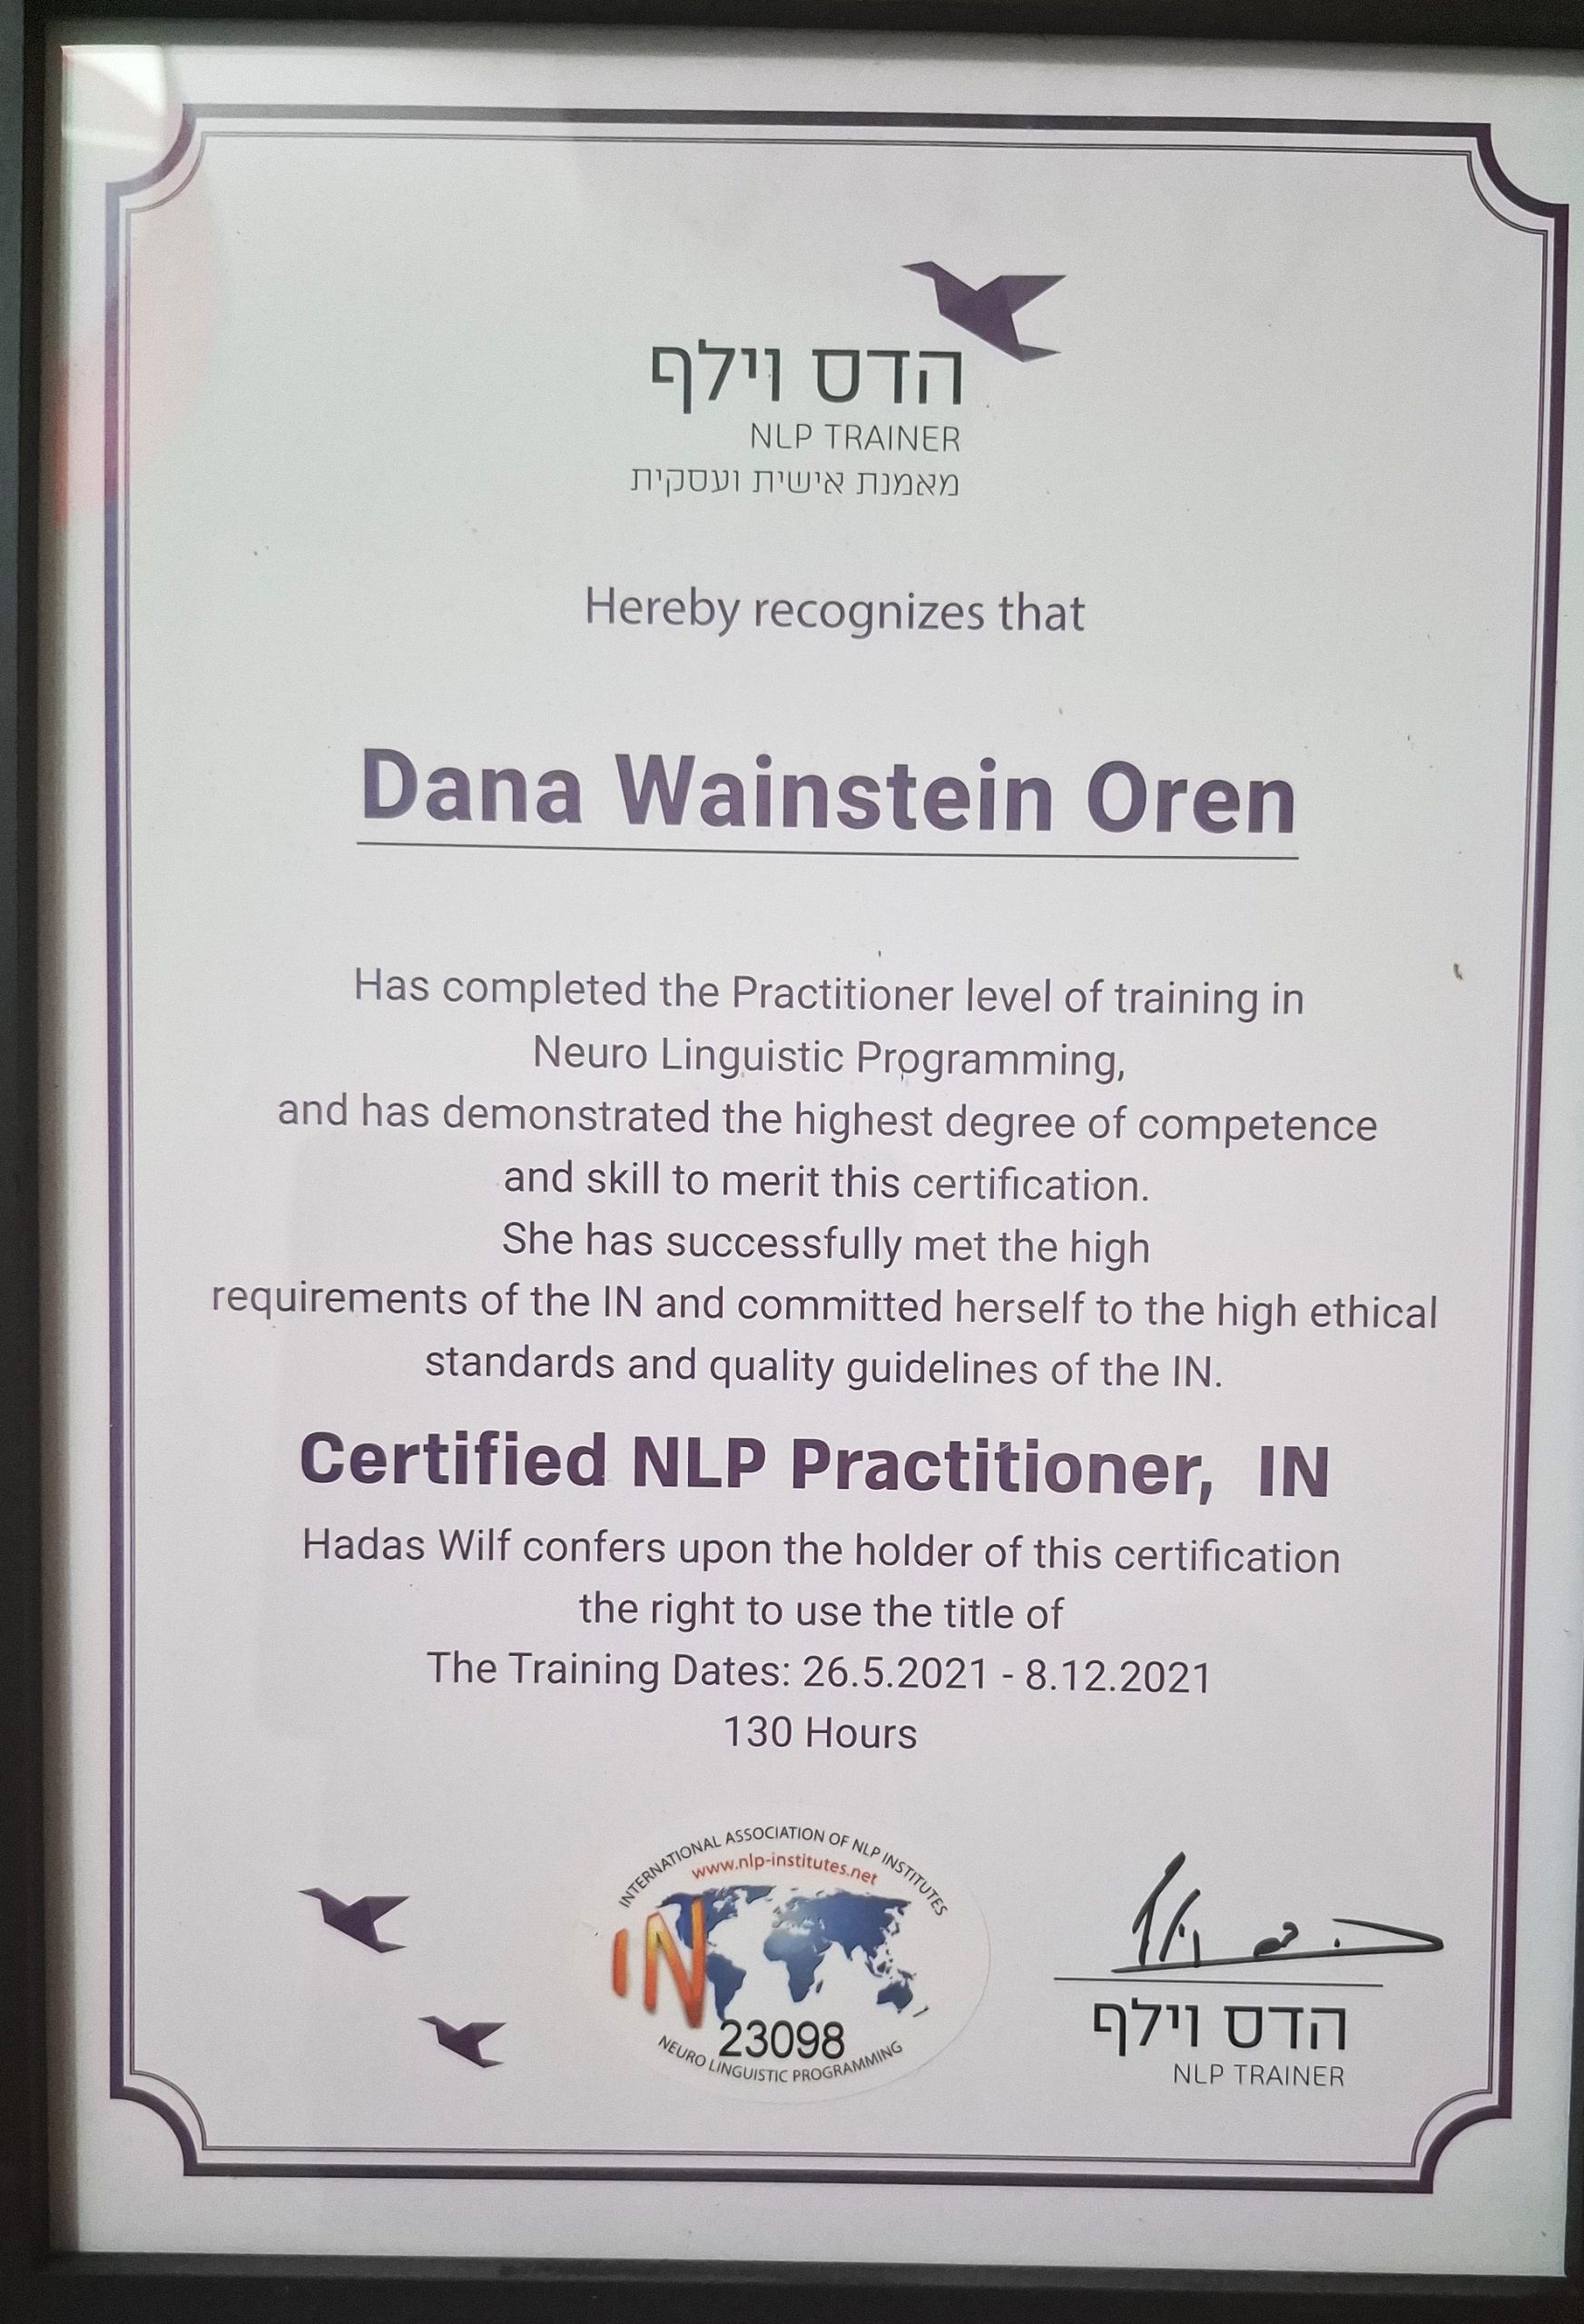 הדס וילף
NLP TRAINER
מאמנת אישית ועסקית
Hereby recognizes that
Dana Wainstein Oren
Has completed the Practitioner level of training in
Neuro Linguistic Programming,
and has demonstrated the highest degree of competence
and skill to merit this certification.
She has successfully met the high
requirements of the IN and committed herself to the high ethical
standards and quality guidelines of the IN.
Certified NLP Practitioner, IN
Hadas Wilf confers upon the holder of this certification
the right to use the title of
The Training Dates: 26.5.2021 - 8.12.2021
130 Hours
INTERNATIONAL ASSOCIATION OF NLP INSTITUTES
www.nlp-institutes.net
IN
23098
NEURO LINGUISTIC PROGRAMMING
הדס וילף
NLP TRAINER